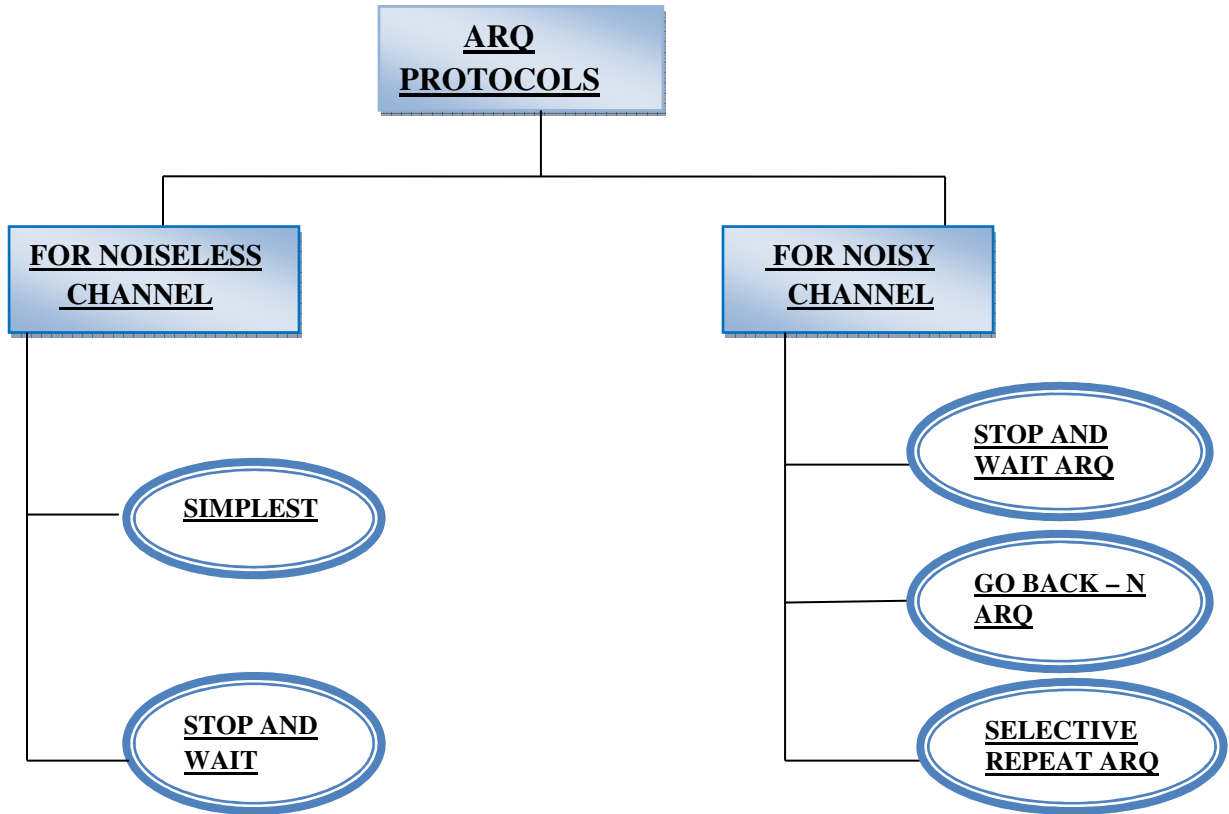 ARQ
PROTOCOLS
FOR NOISELESS
CHANNEL
SIMPLEST
STOP AND
WAIT
FOR NOISY
CHANNEL
STOP AND
WAIT ARQ
GO BACK – N
ARQ
SELECTIVE
REPEAT ARQ